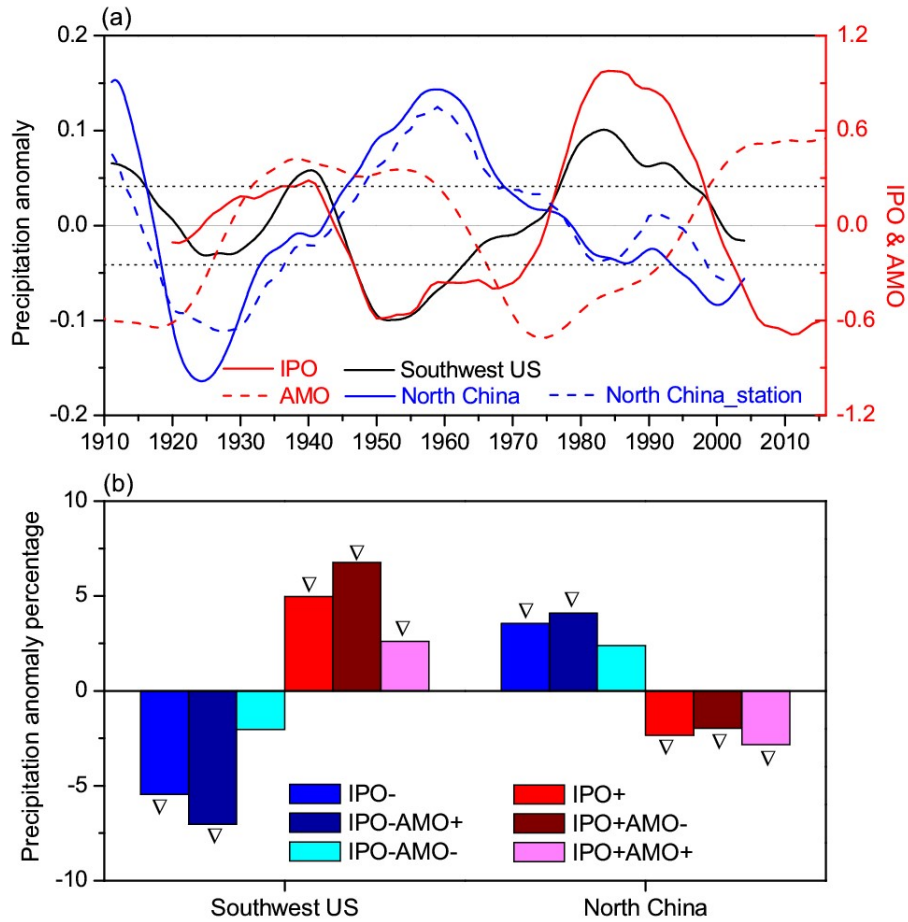 (a)
0.2
0.1
0.0
-0.1
-0.2
Precipitation anomaly
1.2
0.6
0.0
-0.6
-1.2
IPO & AMO
IPO
Southwest US
AMO
North China
North China_station
1910 1920 1930 1940 1950 1960 1970 1980 1990 2000 2010
(b)
10
5
0
-5
-10
Precipitation anomaly percentage
IPO-
IPO+
IPO-AMO+
IPO+AMO-
IPO-AMO-
IPO+AMO+
Southwest US
North China